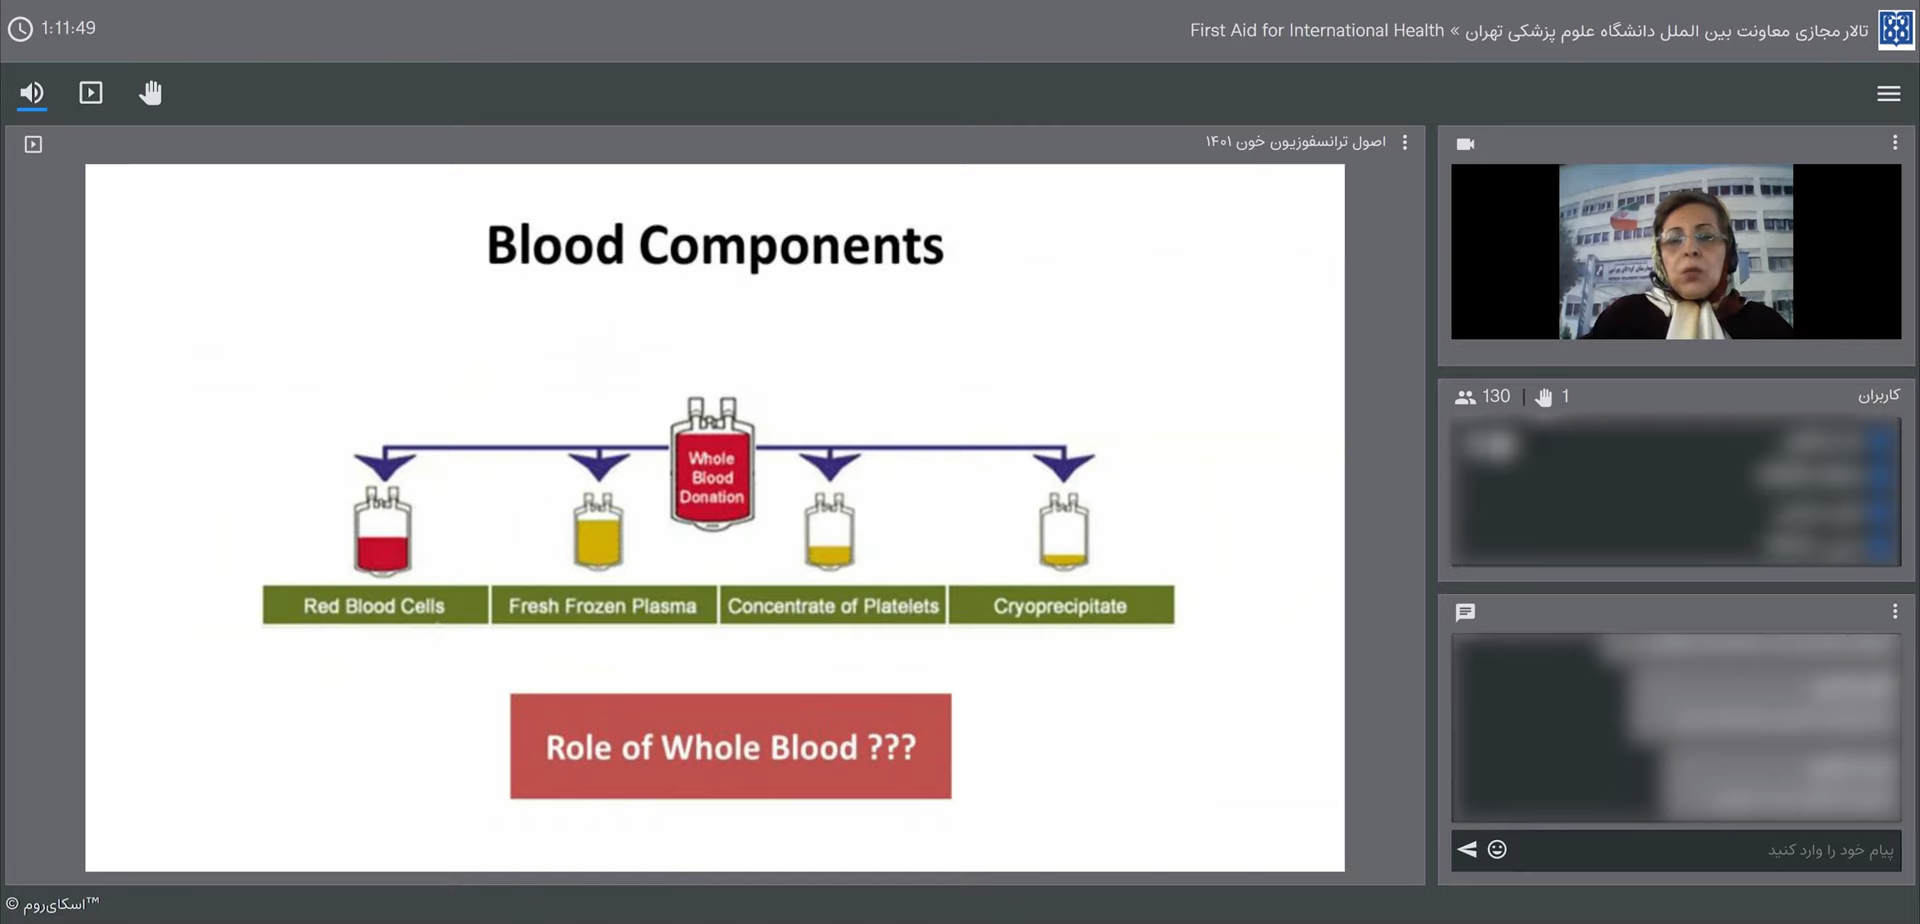 1:11:49
تالار مجازی معاونت بین الملل دانشگاه علوم پزشکی تهران » First Aid for International Health
اصول ترانسفوزیون خون ۱۴۰۱
Blood Components
Whole
Blood
Donation
Red Blood Cells
Fresh Frozen Plasma
Concentrate of Platelets
Cryoprecipitate
Role of Whole Blood ???
130 | 1
کاربران
پیام خود را وارد کنید
© اسکای‌روم™